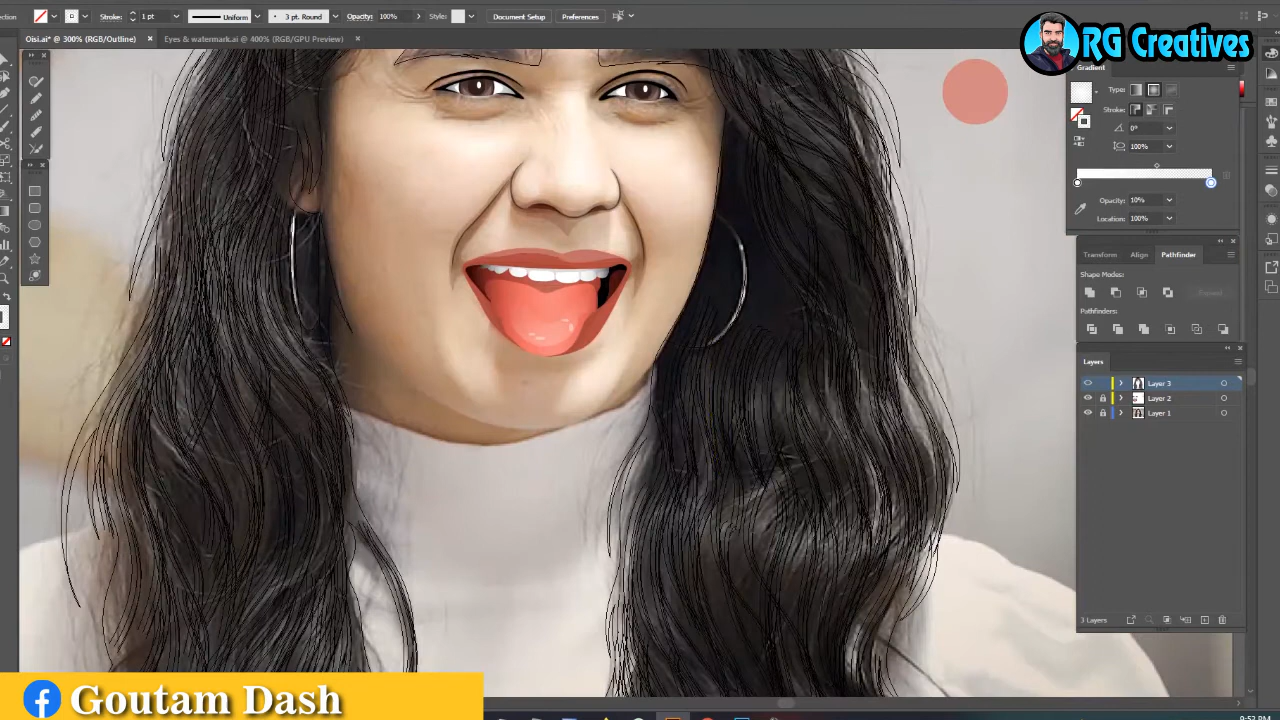 Stroke: 1 pt Uniform 3 pt. Round Opacity: 100% Style: Document Setup Preferences
Oisi.ai* @ 300% (RGB/Outline) × Eyes & watermark.ai @ 400% (RGB/GPU Preview) ×
RG Creatives
Gradient
Type:
Stroke:
0°
100%
Opacity: 10%
Location: 100%
Transform Align Pathfinder
Shape Modes:
Expand
Pathfinders:
Layers
Layer 3
Layer 2
Layer 1
3 Layers
Goutam Dash